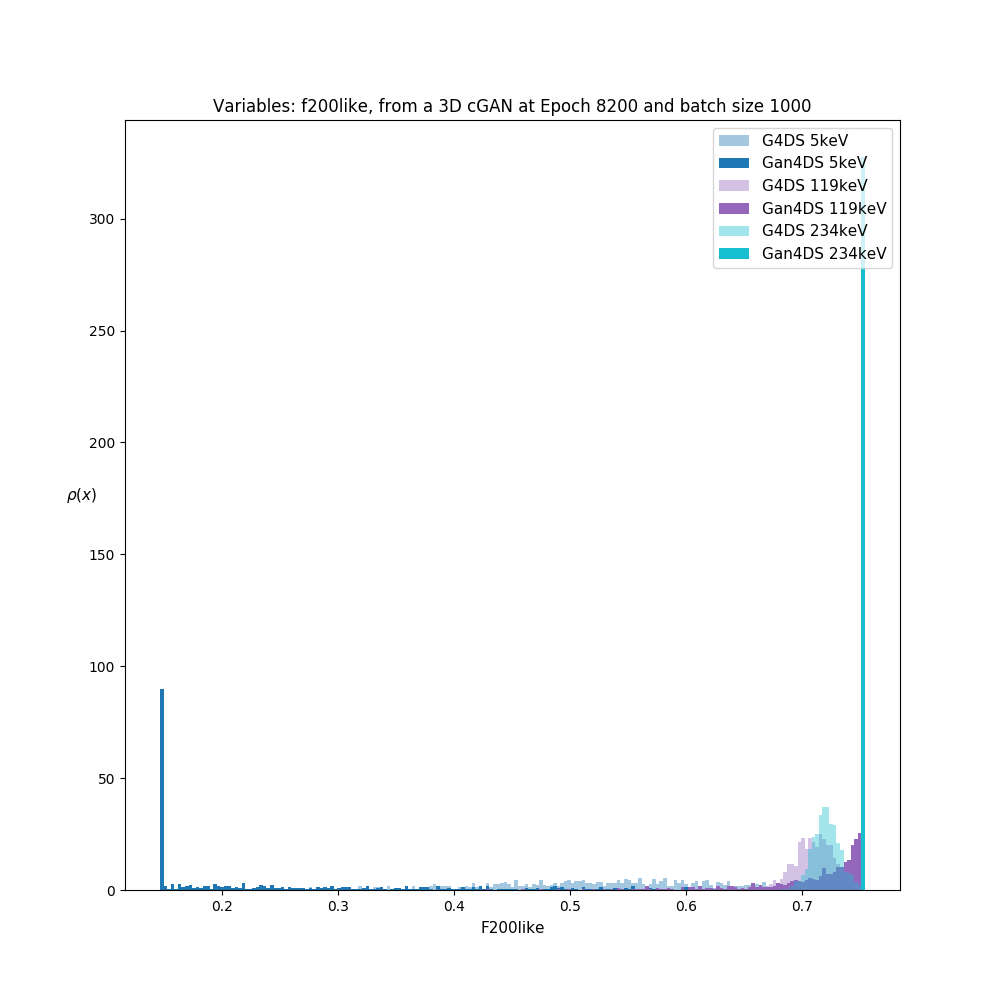 Variables: f200like, from a 3D cGAN at Epoch 8200 and batch size 1000
G4DS 5keV
Gan4DS 5keV
G4DS 119keV
Gan4DS 119keV
G4DS 234keV
Gan4DS 234keV
300
250
200
150
100
50
0
ρ(x)
0.2 0.3 0.4 0.5 0.6 0.7
F200like